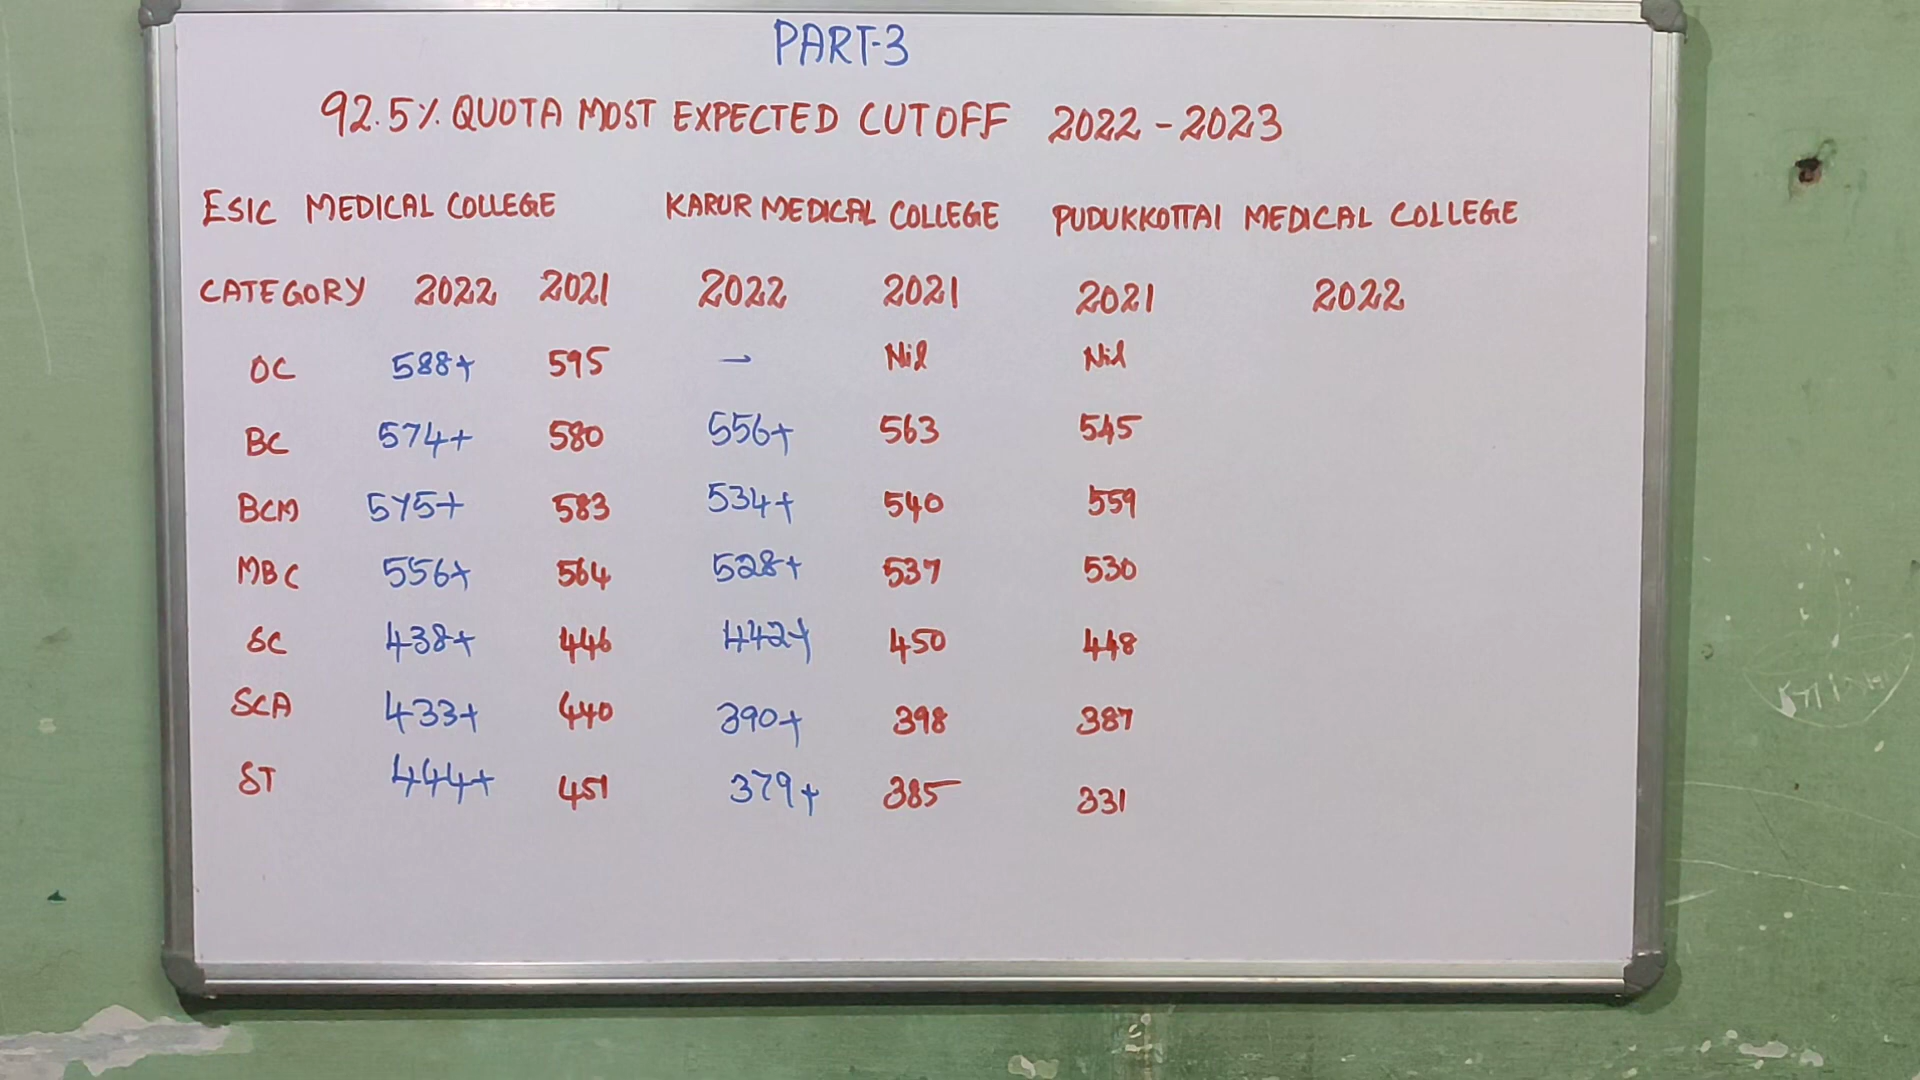 PART-3
92.5% QUOTA MOST EXPECTED CUTOFF 2022-2023
ESIC MEDICAL COLLEGE KARUR MEDICAL COLLEGE PUDUKKOTTAI MEDICAL COLLEGE
CATEGORY 2022 2021 2022 2021 2021 2022
OC 588+ 595 - Nil Nil
BC 574+ 580 556+ 563 545
BCM 575+ 583 534+ 540 559
MBC 556+ 564 528+ 537 530
SC 438+ 446 442+ 450 448
SCA 433+ 440 390+ 398 387
ST 444+ 451 379+ 385 331